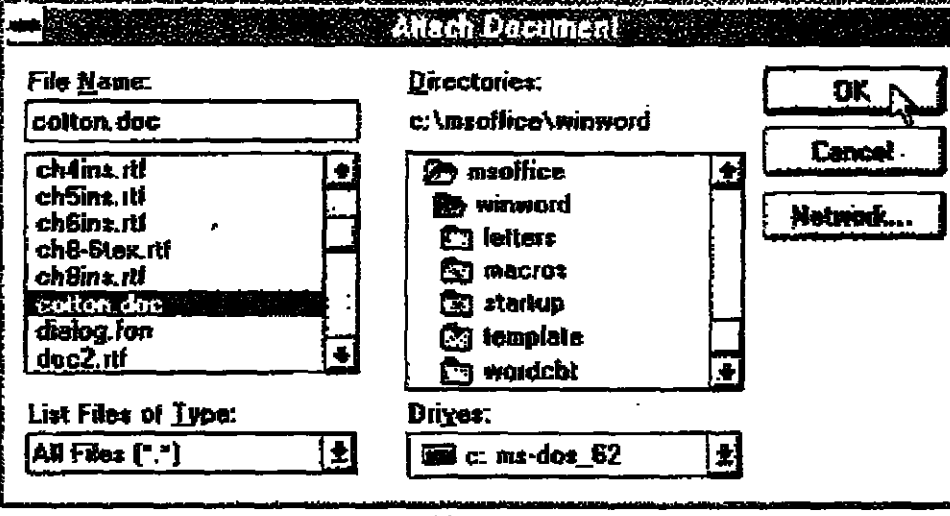 Attach Document
File Name:
colton.doc
ch4ins.rtf
ch5ins.rtf
ch6ins.rtf
ch8-6tex.rtf
ch8ins.rtf
colton.doc
dialog.fon
doc2.rtf
List Files of Type:
All Files (*.*)
Directories:
c:\msoffice\winword
msoffice
winword
letters
macros
startup
template
wordcbt
Drives:
c: ms-dos_62
OK
Cancel
Network...